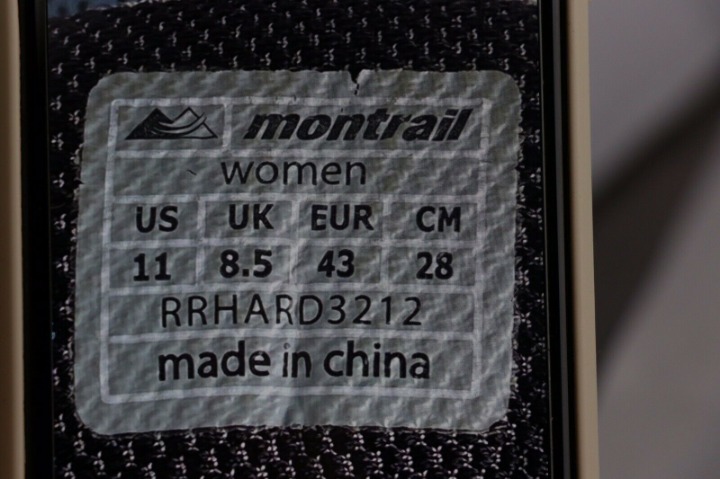 montrail
women
US UK EUR CM
11 8.5 43 28
RRHARD3212
made in china